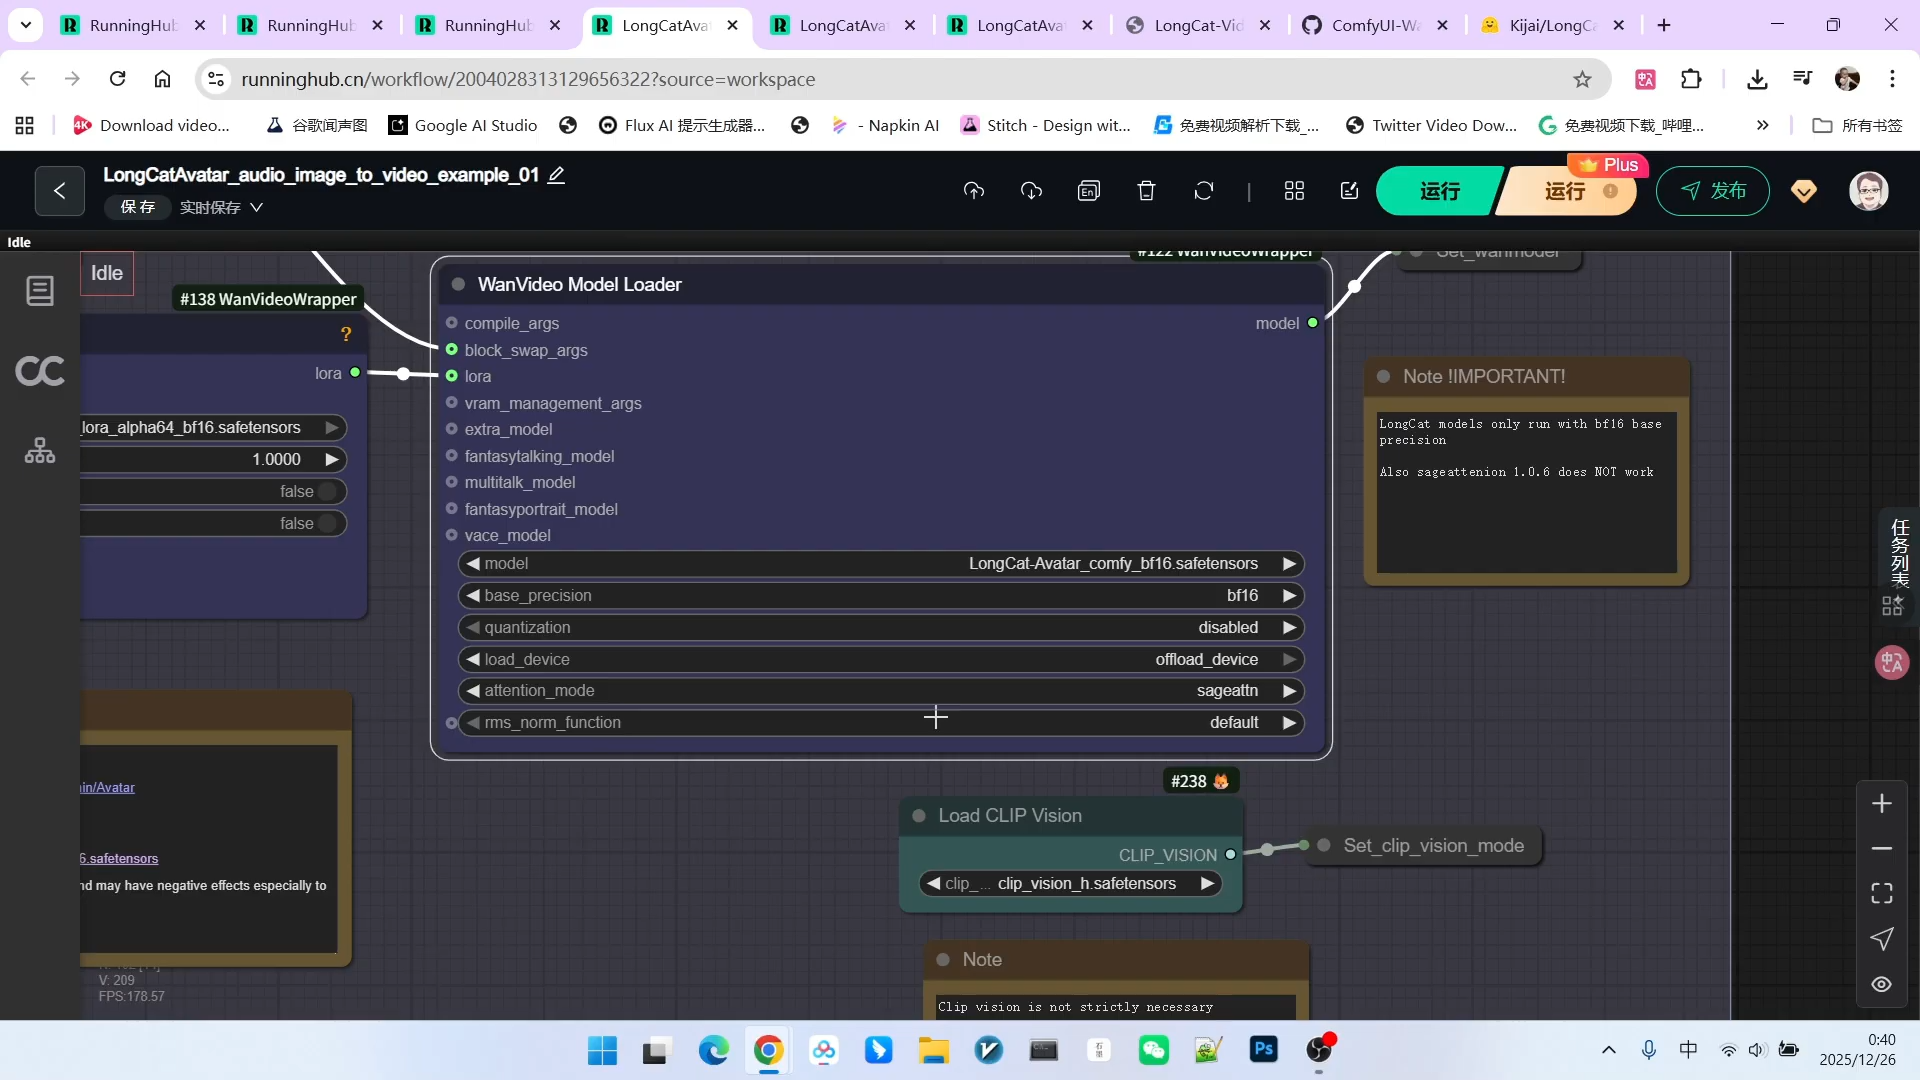 RunningHub
RunningHub
RunningHub
LongCatAva
LongCatAva
LongCatAva
LongCat-Vid
ComfyUI-Wa
Kijai/LongCa
runninghub.cn/workflow/2004028313129656322?source=workspace
Download video...
谷歌闻声图
Google AI Studio
Flux AI 提示生成器...
- Napkin AI
Stitch - Design wit...
免费视频解析下载_...
Twitter Video Dow...
免费视频下载_哔哩...
所有书签
LongCatAvatar_audio_image_to_video_example_01
保存
实时保存
运行
运行
Plus
发布
Idle
Idle
#138 WanVideoWrapper
?
lora
_lora_alpha64_bf16.safetensors
1.0000
false
false
#122 WanVideoWrapper
WanVideo Model Loader
compile_args
model
block_swap_args
lora
vram_management_args
extra_model
fantasytalking_model
multitalk_model
fantasyportrait_model
vace_model
model LongCat-Avatar_comfy_bf16.safetensors
base_precision bf16
quantization disabled
load_device offload_device
attention_mode sageattn
rms_norm_function default
Set_wanmodel
Note !IMPORTANT!
LongCat models only run with bf16 base
precision
Also sageattenion 1.0.6 does NOT work
任务列表
in/Avatar
6.safetensors
nd may have negative effects especially to
V: 209
FPS:178.57
#238
Load CLIP Vision
CLIP_VISION
clip_... clip_vision_h.safetensors
Set_clip_vision_mode
Note
Clip vision is not strictly necessary
中
0:40
2025/12/26